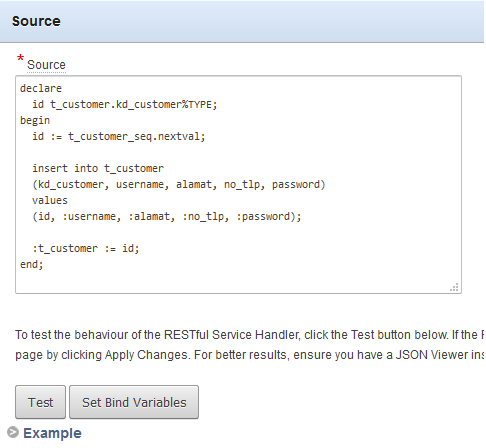 Source
* Source
declare
  id t_customer.kd_customer%TYPE;
begin
  id := t_customer_seq.nextval;

  insert into t_customer
  (kd_customer, username, alamat, no_tlp, password)
  values
  (id, :username, :alamat, :no_tlp, :password);

  :t_customer := id;
end;
To test the behaviour of the RESTful Service Handler, click the Test button below. If the
page by clicking Apply Changes. For better results, ensure you have a JSON Viewer
Test Set Bind Variables
Example